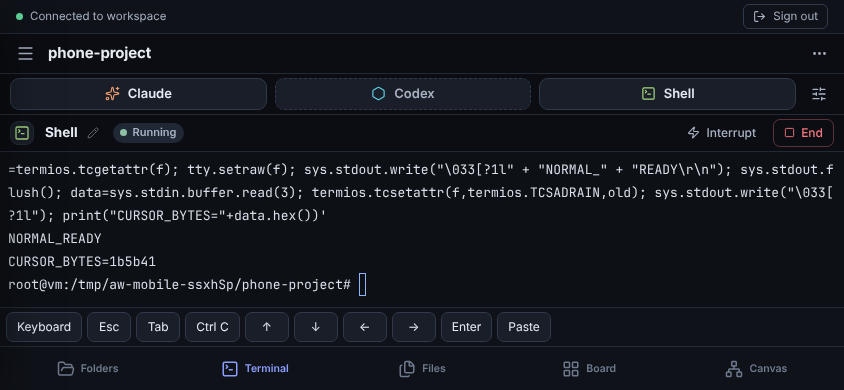 Connected to workspace
Sign out
phone-project
Claude
Codex
Shell
Shell
Running
Interrupt
End
=termios.tcgetattr(f); tty.setraw(f); sys.stdout.write("\033[?1l" + "NORMAL_" + "READY\r\n"); sys.stdout.f
lush(); data=sys.stdin.buffer.read(3); termios.tcsetattr(f,termios.TCSADRAIN,old); sys.stdout.write("\033[
?1l"); print("CURSOR_BYTES="+data.hex())'
NORMAL_READY
CURSOR_BYTES=1b5b41
root@vm:/tmp/aw-mobile-ssxhSp/phone-project#
Keyboard Esc Tab Ctrl C ↑ ↓ ← → Enter Paste
Folders Terminal Files Board Canvas